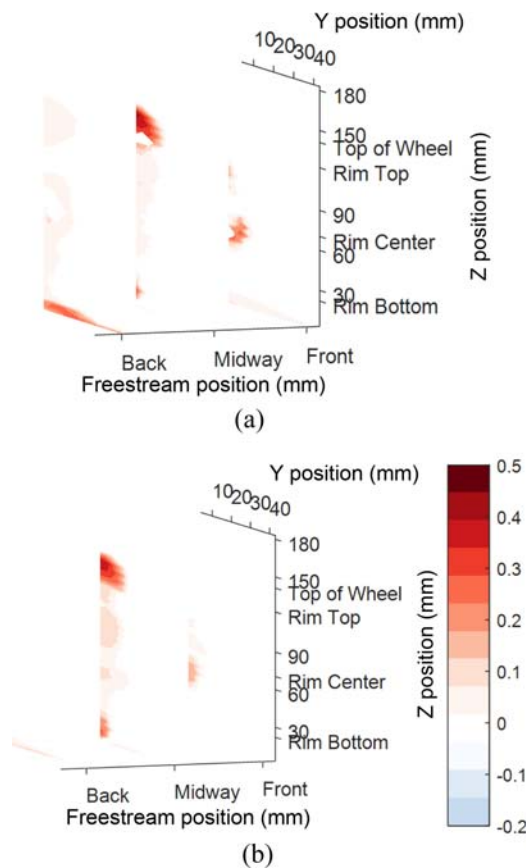 Y position (mm)
10 20 30 40
180
150
Top of Wheel
Rim Top
90
Rim Center
60
30
Rim Bottom
Z position (mm)
Back Midway Front
Freestream position (mm)
(a)
Y position (mm)
10 20 30 40
180
150
Top of Wheel
Rim Top
90
Rim Center
60
30
Rim Bottom
Back Midway Front
Freestream position (mm)
Z position (mm)
0.5
0.4
0.3
0.2
0.1
0
-0.1
-0.2
(b)